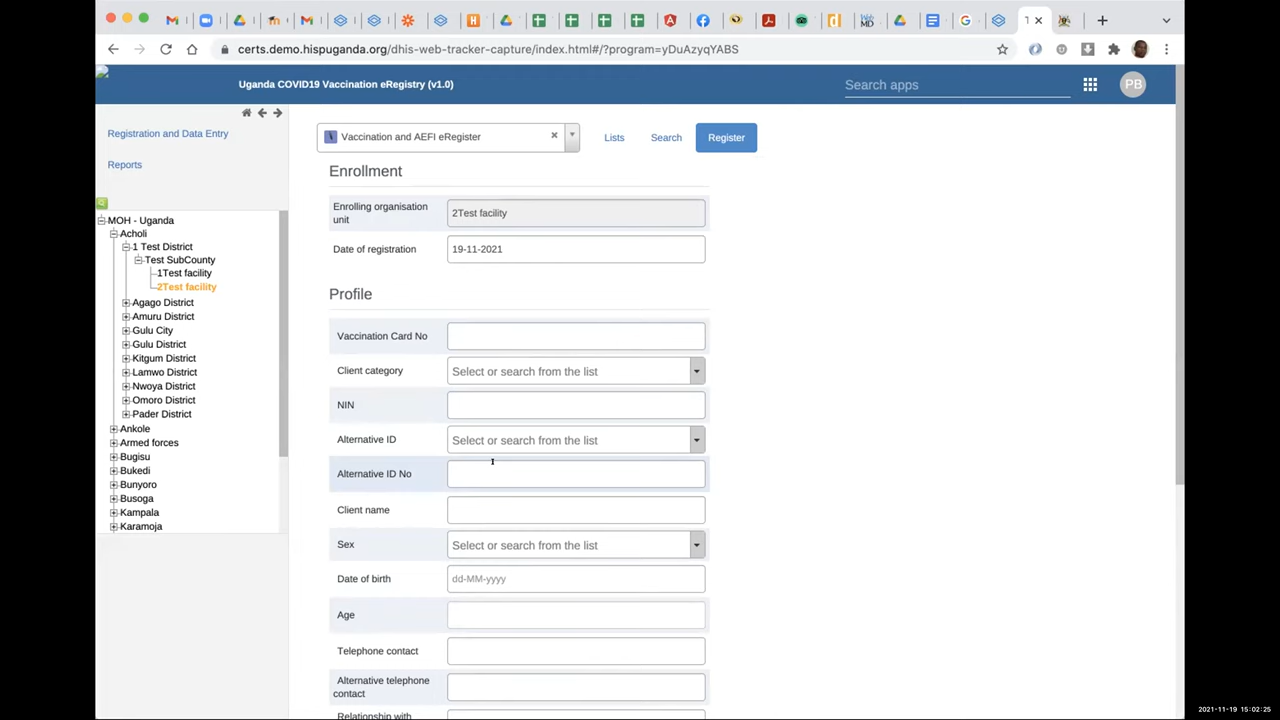 certs.demo.hispuganda.org/dhis-web-tracker-capture/index.html#/?program=yDuAzyqYABS
Uganda COVID19 Vaccination eRegistry (v1.0)
Search apps
PB
Registration and Data Entry
Reports
MOH - Uganda
Acholi
1 Test District
Test SubCounty
1Test facility
2Test facility
Agago District
Amuru District
Gulu City
Gulu District
Kitgum District
Lamwo District
Nwoya District
Omoro District
Pader District
Ankole
Armed forces
Bugisu
Bukedi
Bunyoro
Busoga
Kampala
Karamoja
Vaccination and AEFI eRegister
Lists
Search
Register
Enrollment
Enrolling organisation
unit
2Test facility
Date of registration
19-11-2021
Profile
Vaccination Card No
Client category
Select or search from the list
NIN
Alternative ID
Select or search from the list
Alternative ID No
Client name
Sex
Select or search from the list
Date of birth
dd-MM-yyyy
Age
Telephone contact
Alternative telephone
contact
Relationship with
2021-11-19 15:02:25